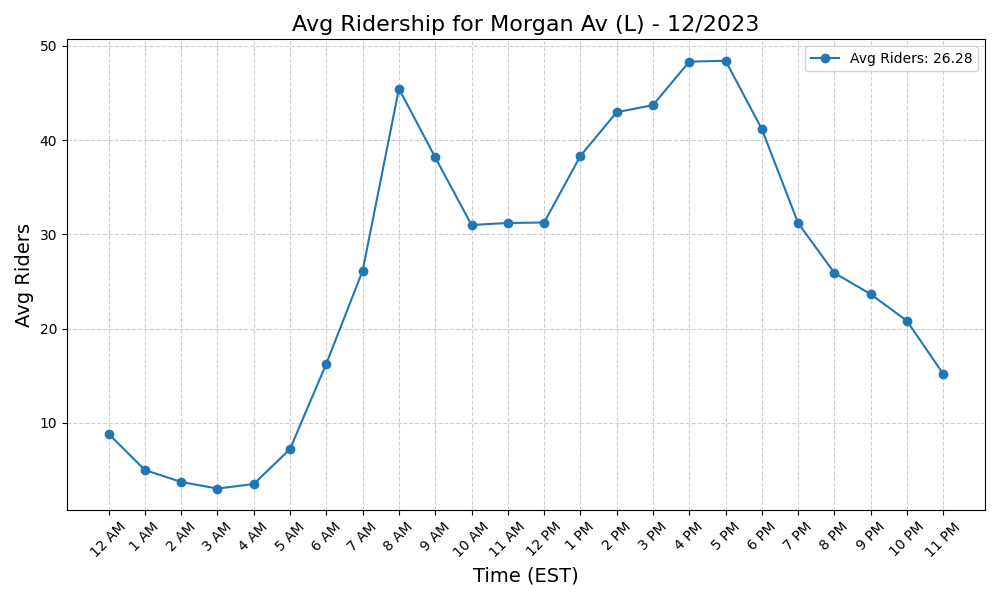 Avg Ridership for Morgan Av (L) - 12/2023
Avg Riders: 26.28
Avg Riders
50
40
30
20
10
12 AM
1 AM
2 AM
3 AM
4 AM
5 AM
6 AM
7 AM
8 AM
9 AM
10 AM
11 AM
12 PM
1 PM
2 PM
3 PM
4 PM
5 PM
6 PM
7 PM
8 PM
9 PM
10 PM
11 PM
Time (EST)